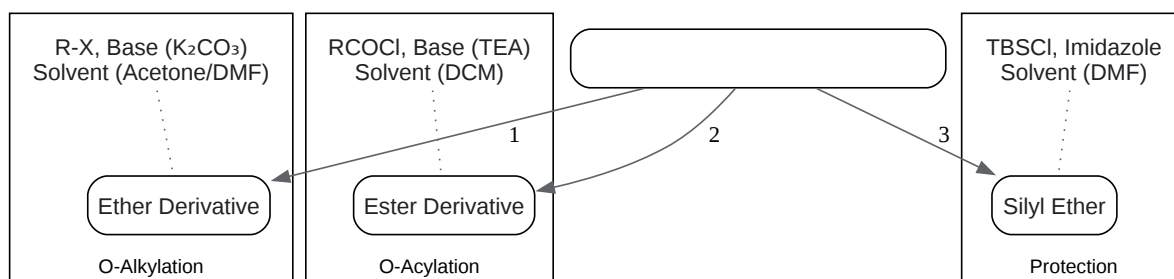 R-X, Base (K₂CO₃)
Solvent (Acetone/DMF)
RCOCl, Base (TEA)
Solvent (DCM)
TBSCl, Imidazole
Solvent (DMF)
1
2
3
Ether Derivative
Ester Derivative
Silyl Ether
O-Alkylation
O-Acylation
Protection